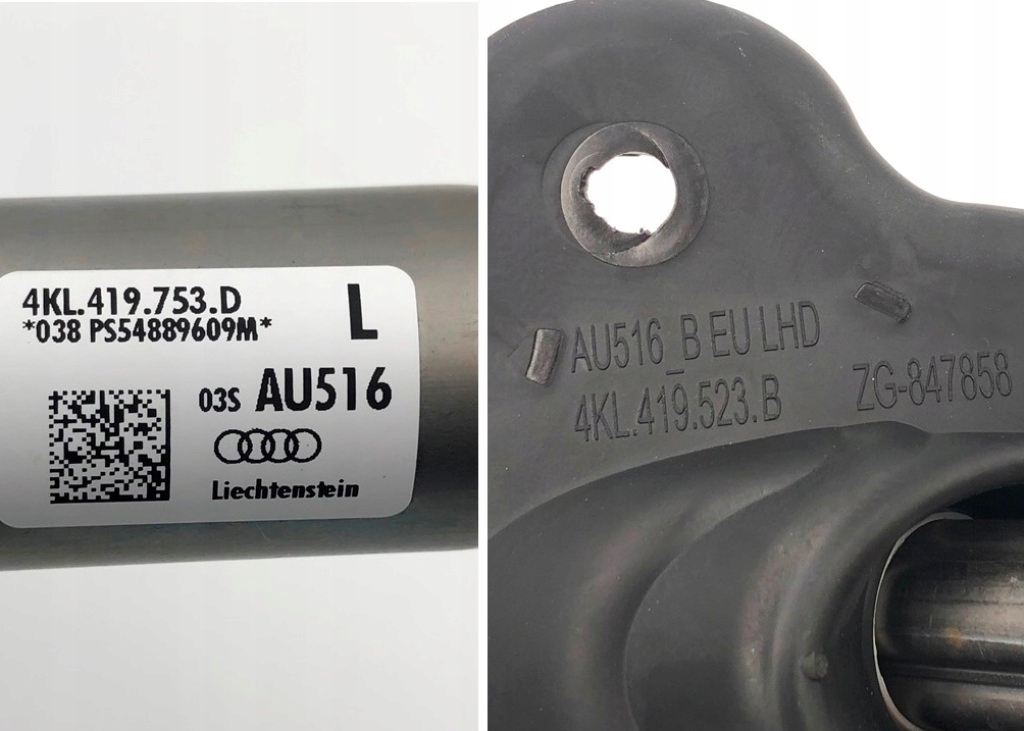 4KL.419.753.D
L
*038 PS54889609M*
03S AU516
Liechtenstein
AU516_B EU LHD
4KL.419.523.B
ZG-847858